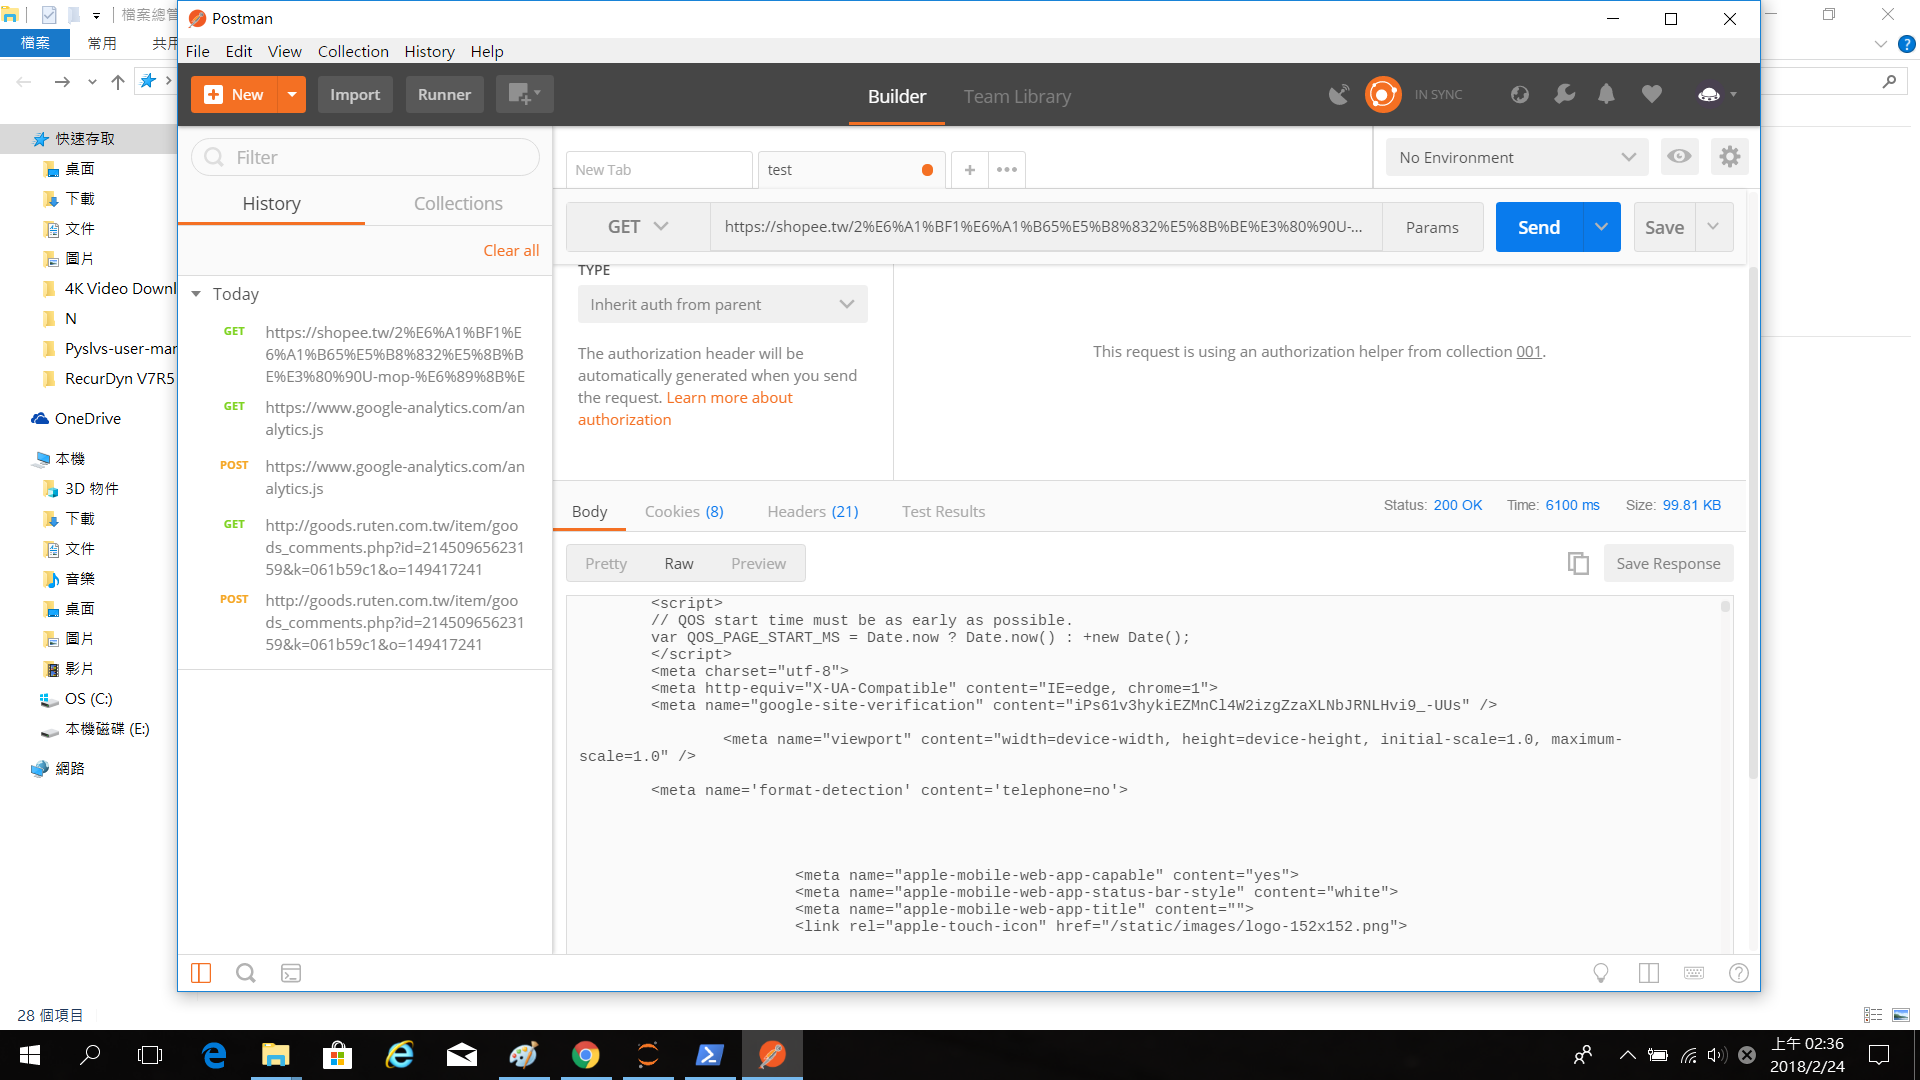 檔案總管
檔案
常用
共用
Postman
File Edit View Collection History Help
New
Import
Runner
Builder
Team Library
IN SYNC
快速存取
桌面
下載
文件
圖片
4K Video Downl
N
Pyslvs-user-mar
RecurDyn V7R5
OneDrive
本機
3D 物件
下載
文件
音樂
桌面
圖片
影片
OS (C:)
本機磁碟 (E:)
網路
28 個項目
Filter
History
Collections
Clear all
Today
GET
https://shopee.tw/2%E6%A1%BF1%E
6%A1%B65%E5%B8%832%E5%8B%B
E%E3%80%90U-mop-%E6%89%8B%E
GET
https://www.google-analytics.com/an
alytics.js
POST
https://www.google-analytics.com/an
alytics.js
GET
http://goods.ruten.com.tw/item/goo
ds_comments.php?id=214509656231
59&k=061b59c1&o=149417241
POST
http://goods.ruten.com.tw/item/goo
ds_comments.php?id=214509656231
59&k=061b59c1&o=149417241
New Tab
test
No Environment
GET
https://shopee.tw/2%E6%A1%BF1%E6%A1%B65%E5%B8%832%E5%8B%BE%E3%80%90U-...
Params
Send
Save
TYPE
Inherit auth from parent
The authorization header will be
automatically generated when you send
the request. Learn more about
authorization
This request is using an authorization helper from collection 001.
Body
Cookies (8)
Headers (21)
Test Results
Status: 200 OK
Time: 6100 ms
Size: 99.81 KB
Pretty
Raw
Preview
Save Response
<script>
// QOS start time must be as early as possible.
var QOS_PAGE_START_MS = Date.now ? Date.now() : +new Date();
</script>
<meta charset="utf-8">
<meta http-equiv="X-UA-Compatible" content="IE=edge, chrome=1">
<meta name="google-site-verification" content="iPs61v3hykiEZMnCl4W2izgZzaXLNbJRNLHvi9_-UUs" />
<meta name="viewport" content="width=device-width, height=device-height, initial-scale=1.0, maximum-
scale=1.0" />
<meta name='format-detection' content='telephone=no'>
<meta name="apple-mobile-web-app-capable" content="yes">
<meta name="apple-mobile-web-app-status-bar-style" content="white">
<meta name="apple-mobile-web-app-title" content="">
<link rel="apple-touch-icon" href="/static/images/logo-152x152.png">
上午 02:36
2018/2/24